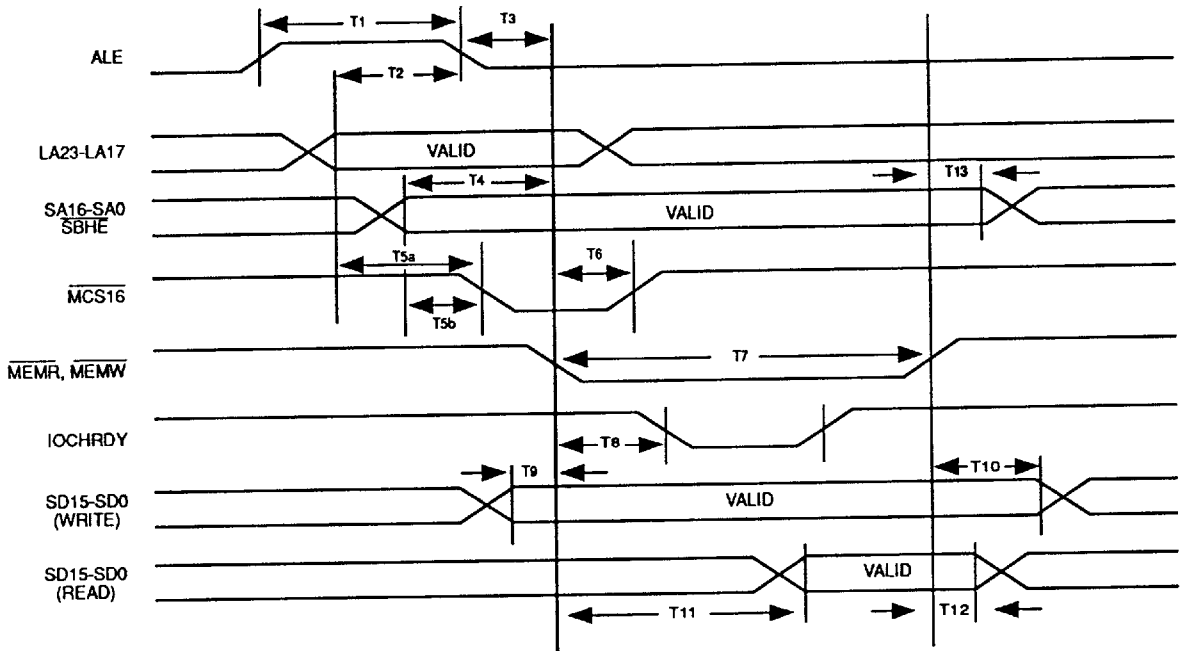 T1
T3
ALE
T2
LA23-LA17
VALID
T4
T13
SA16-SA0
SBHE
VALID
T5a
T6
MCS16
T5b
T7
MEMR, MEMW
IOCHRDY
T8
T9
T10
SD15-SD0
(WRITE)
VALID
SD15-SD0
(READ)
VALID
T11
T12